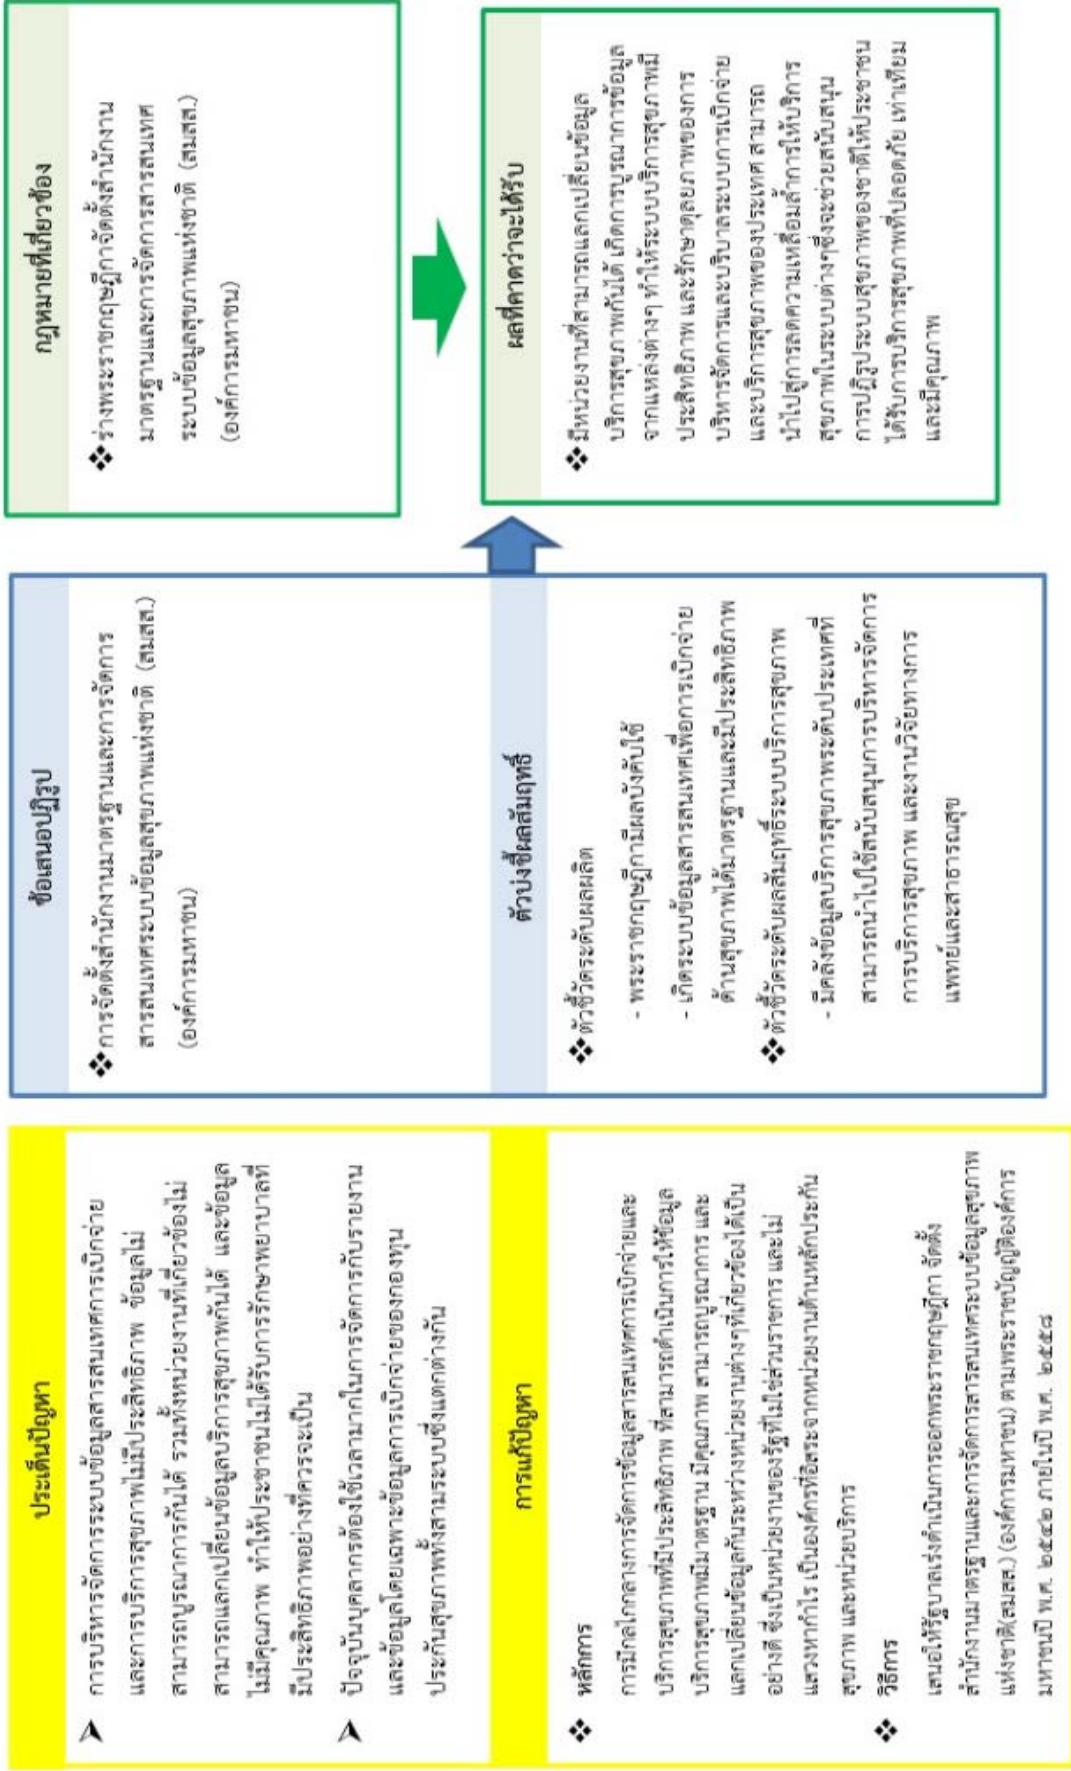 ประเด็นปัญหา
การบริหารจัดการระบบข้อมูลสารสนเทศการเบิกจ่าย
และการบริการสุขภาพไม่มีประสิทธิภาพ ข้อมูลไม่
สามารถบูรณาการกันได้ รวมทั้งหน่วยงานที่เกี่ยวข้องไม่
สามารถแลกเปลี่ยนข้อมูลบริการสุขภาพกันได้ และข้อมูล
ไม่มีคุณภาพ ทำให้ประชาชนไม่ได้รับการรักษาพยาบาลที่
มีประสิทธิภาพอย่างที่ควรจะเป็น
ปัจจุบันบุคลากรต้องใช้เวลามากในการจัดการกับรายงาน
และข้อมูลโดยเฉพาะข้อมูลการเบิกจ่ายของกองทุน
ประกันสุขภาพทั้งสามระบบซึ่งแตกต่างกัน
การแก้ปัญหา
❖ หลักการ
การมีกลไกกลางการจัดการข้อมูลสารสนเทศการเบิกจ่ายและ
บริการสุขภาพที่มีประสิทธิภาพ ที่สามารถดำเนินการให้ข้อมูล
บริการสุขภาพมีมาตรฐาน มีคุณภาพ สามารถบูรณาการ และ
แลกเปลี่ยนข้อมูลกันระหว่างหน่วยงานต่างๆที่เกี่ยวข้องได้เป็น
อย่างดี ซึ่งเป็นหน่วยงานของรัฐที่ไม่ใช่ส่วนราชการ และไม่
แสวงหากำไร เป็นองค์กรที่อิสระจากหน่วยงานด้านหลักประกัน
สุขภาพ และหน่วยบริการ
❖ วิธีการ
เสนอให้รัฐบาลเร่งดำเนินการออกพระราชกฤษฎีกา จัดตั้ง
สำนักงานมาตรฐานและการจัดการสารสนเทศระบบข้อมูลสุขภาพ
แห่งชาติ(สมสส.) (องค์การมหาชน) ตามพระราชบัญญัติองค์การ
มหาชนปี พ.ศ. ๒๕๔๒ ภายในปี พ.ศ. ๒๕๕๘
ข้อเสนอปฏิรูป
❖การจัดตั้งสำนักงานมาตรฐานและการจัดการ
สารสนเทศระบบข้อมูลสุขภาพแห่งชาติ (สมสส.)
(องค์การมหาชน)
ตัวบ่งชี้ผลสัมฤทธิ์
❖ตัวชี้วัดระดับผลผลิต
- พระราชกฤษฎีกามีผลบังคับใช้
- เกิดระบบข้อมูลสารสนเทศเพื่อการเบิกจ่าย
ด้านสุขภาพได้มาตรฐานและมีประสิทธิภาพ
❖ตัวชี้วัดระดับผลสัมฤทธิ์ระบบบริการสุขภาพ
- มีคลังข้อมูลบริการสุขภาพระดับประเทศที่
สามารถนำไปใช้สนับสนุนการบริหารจัดการ
การบริการสุขภาพ และงานวิจัยทางการ
แพทย์และสาธารณสุข
กฎหมายที่เกี่ยวข้อง
❖ร่างพระราชกฤษฎีกาจัดตั้งสำนักงาน
มาตรฐานและการจัดการสารสนเทศ
ระบบข้อมูลสุขภาพแห่งชาติ (สมสส.)
(องค์การมหาชน)
ผลที่คาดว่าจะได้รับ
❖มีหน่วยงานที่สามารถแลกเปลี่ยนข้อมูล
บริการสุขภาพกันได้ เกิดการบูรณาการข้อมูล
จากแหล่งต่างๆ ทำให้ระบบบริการสุขภาพมี
ประสิทธิภาพ และรักษาดุลยภาพของการ
บริหารจัดการและบริบาลระบบการเบิกจ่าย
และบริการสุขภาพของประเทศ สามารถ
นำไปสู่การลดความเหลื่อมล้ำการให้บริการ
สุขภาพในระบบต่างๆซึ่งจะช่วยสนับสนุน
การปฏิรูประบบสุขภาพของชาติให้ประชาชน
ได้รับการบริการสุขภาพที่ปลอดภัย เท่าเทียม
และมีคุณภาพ